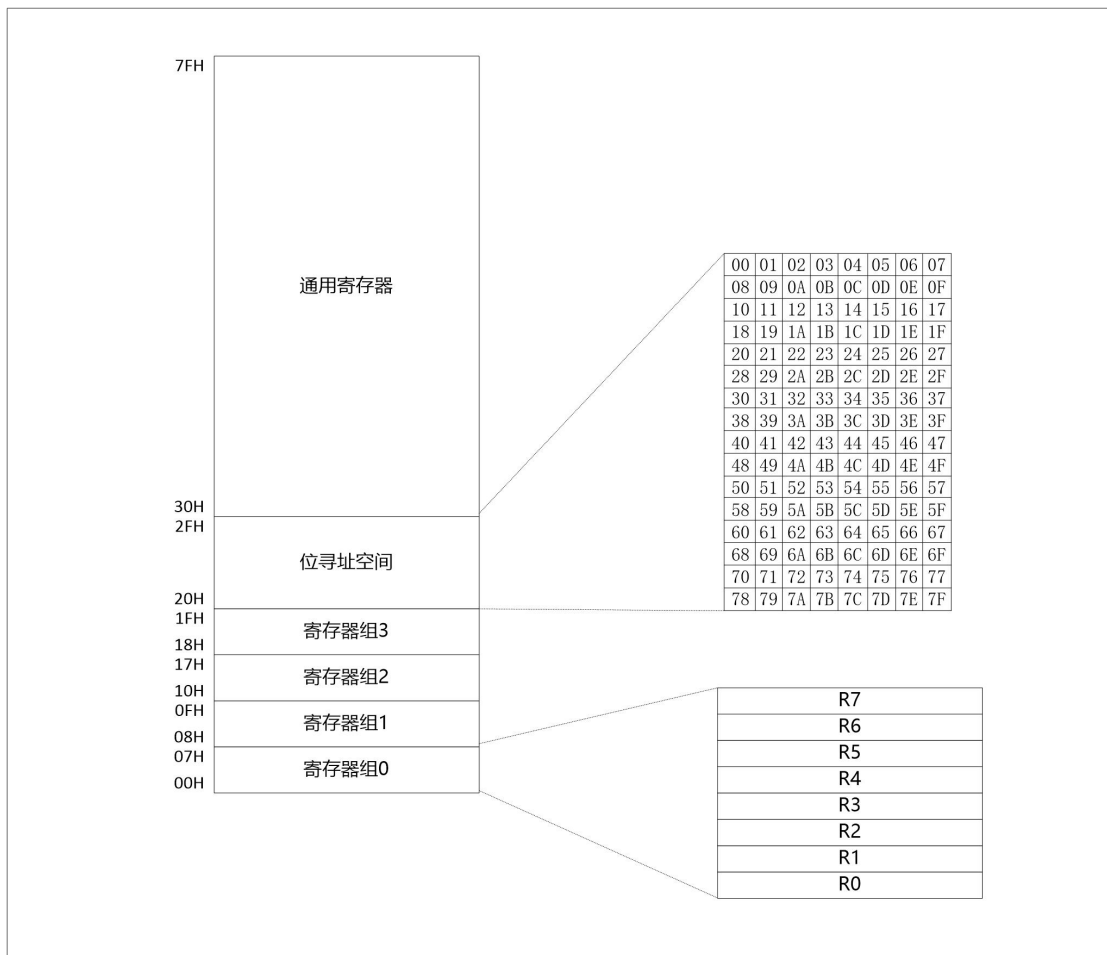 7FH
通用寄存器
30H
2FH
位寻址空间
20H
1FH
寄存器组3
18H
17H
寄存器组2
10H
0FH
寄存器组1
08H
07H
寄存器组0
00H
00 01 02 03 04 05 06 07
08 09 0A 0B 0C 0D 0E 0F
10 11 12 13 14 15 16 17
18 19 1A 1B 1C 1D 1E 1F
20 21 22 23 24 25 26 27
28 29 2A 2B 2C 2D 2E 2F
30 31 32 33 34 35 36 37
38 39 3A 3B 3C 3D 3E 3F
40 41 42 43 44 45 46 47
48 49 4A 4B 4C 4D 4E 4F
50 51 52 53 54 55 56 57
58 59 5A 5B 5C 5D 5E 5F
60 61 62 63 64 65 66 67
68 69 6A 6B 6C 6D 6E 6F
70 71 72 73 74 75 76 77
78 79 7A 7B 7C 7D 7E 7F
R7
R6
R5
R4
R3
R2
R1
R0